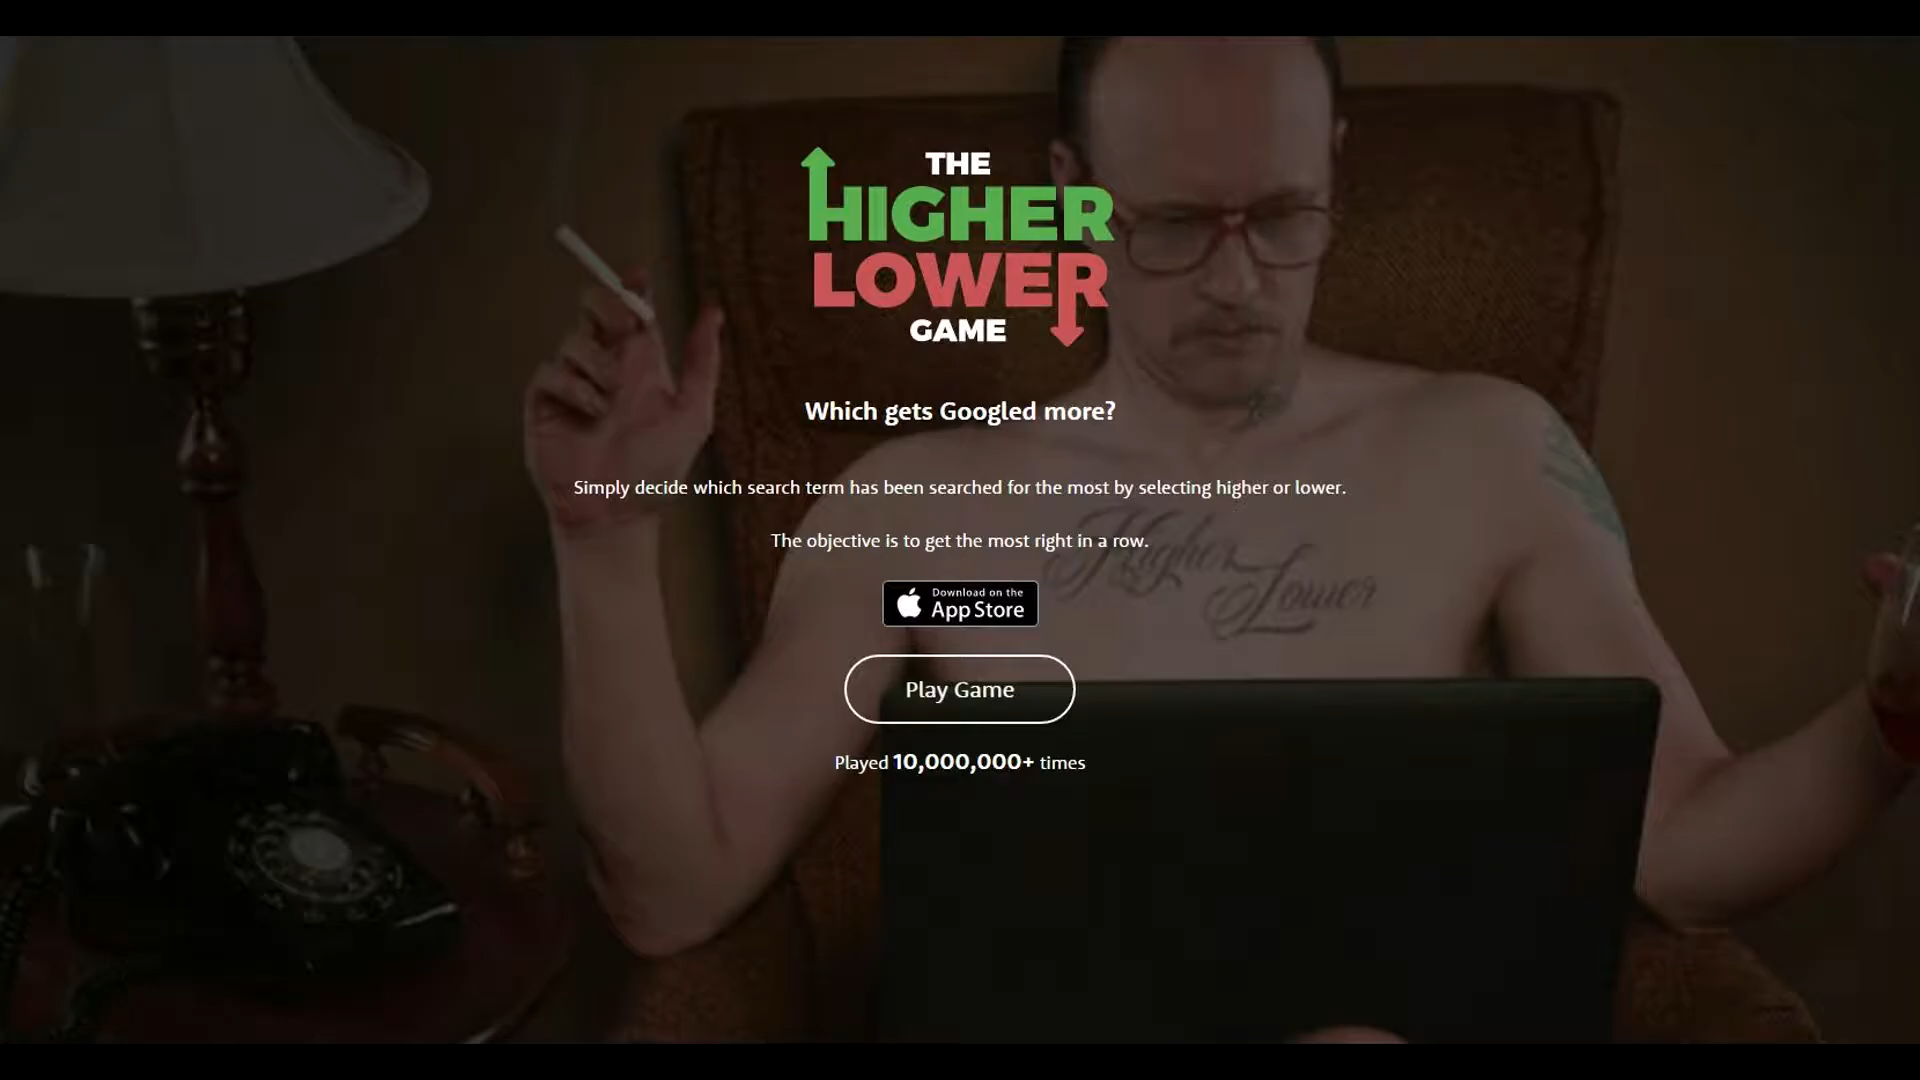 THE
HIGHER
LOWER
GAME
Which gets Googled more?
Simply decide which search term has been searched for the most by selecting higher or lower.
The objective is to get the most right in a row.
Higher
Lower
Download on the
App Store
Play Game
Played 10,000,000+ times